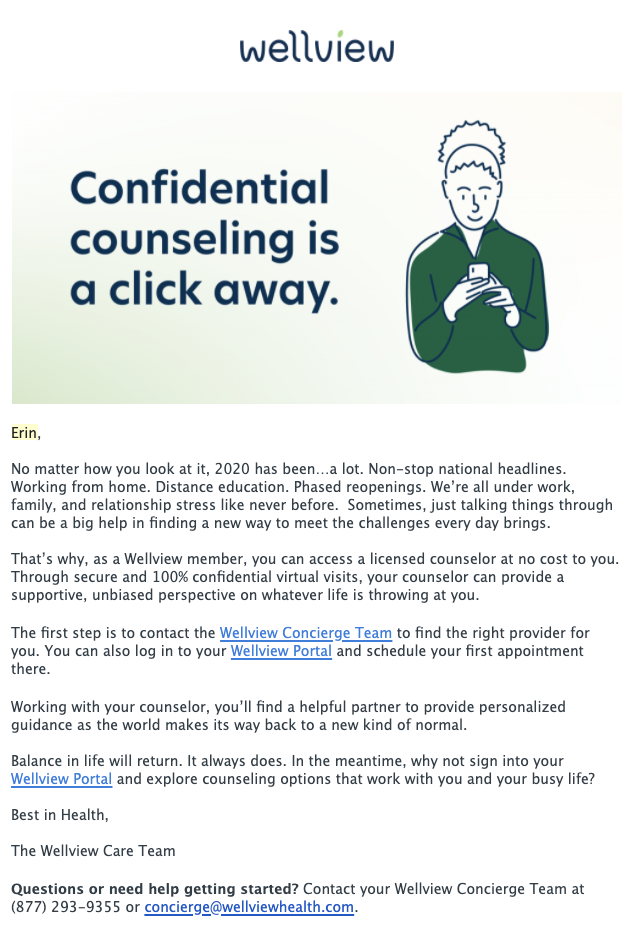 wellview
Confidential
counseling is
a click away.
Erin,
No matter how you look at it, 2020 has been…a lot. Non-stop national headlines.
Working from home. Distance education. Phased reopenings. We’re all under work,
family, and relationship stress like never before.  Sometimes, just talking things through
can be a big help in finding a new way to meet the challenges every day brings.
That’s why, as a Wellview member, you can access a licensed counselor at no cost to you.
Through secure and 100% confidential virtual visits, your counselor can provide a
supportive, unbiased perspective on whatever life is throwing at you.
The first step is to contact the Wellview Concierge Team to find the right provider for
you. You can also log in to your Wellview Portal and schedule your first appointment
there.
Working with your counselor, you’ll find a helpful partner to provide personalized
guidance as the world makes its way back to a new kind of normal.
Balance in life will return. It always does. In the meantime, why not sign into your
Wellview Portal and explore counseling options that work with you and your busy life?
Best in Health,
The Wellview Care Team
Questions or need help getting started? Contact your Wellview Concierge Team at
(877) 293-9355 or concierge@wellviewhealth.com.